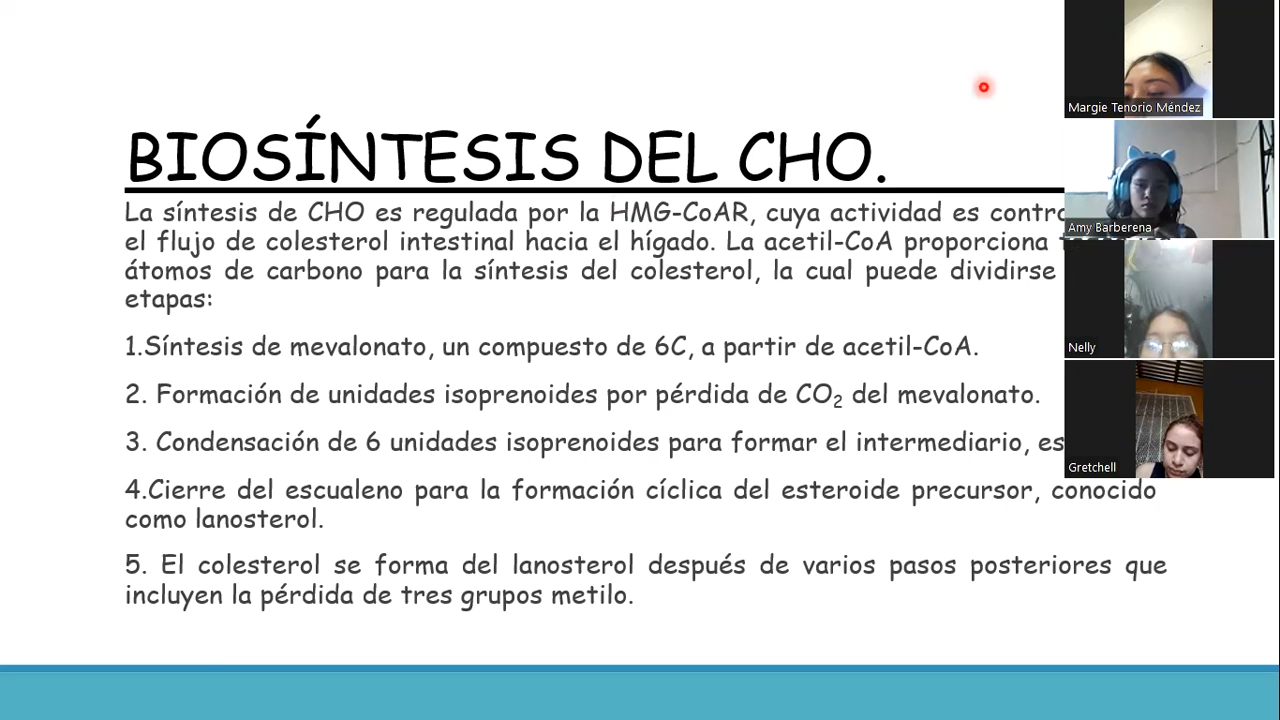 BIOSÍNTESIS DEL CHO.
La síntesis de CHO es regulada por la HMG-CoAR, cuya actividad es
el flujo de colesterol intestinal hacia el hígado. La acetil-CoA proporciona
átomos de carbono para la síntesis del colesterol, la cual puede dividirse
etapas:
1.Síntesis de mevalonato, un compuesto de 6C, a partir de acetil-CoA.
2. Formación de unidades isoprenoides por pérdida de CO₂ del mevalonato.
3. Condensación de 6 unidades isoprenoides para formar el intermediario,
4.Cierre del escualeno para la formación cíclica del esteroide precursor, conocido
como lanosterol.
5. El colesterol se forma del lanosterol después de varios pasos posteriores que
incluyen la pérdida de tres grupos metilo.
Margie Tenorio Méndez
Amy Barberena
Nelly
Gretchell